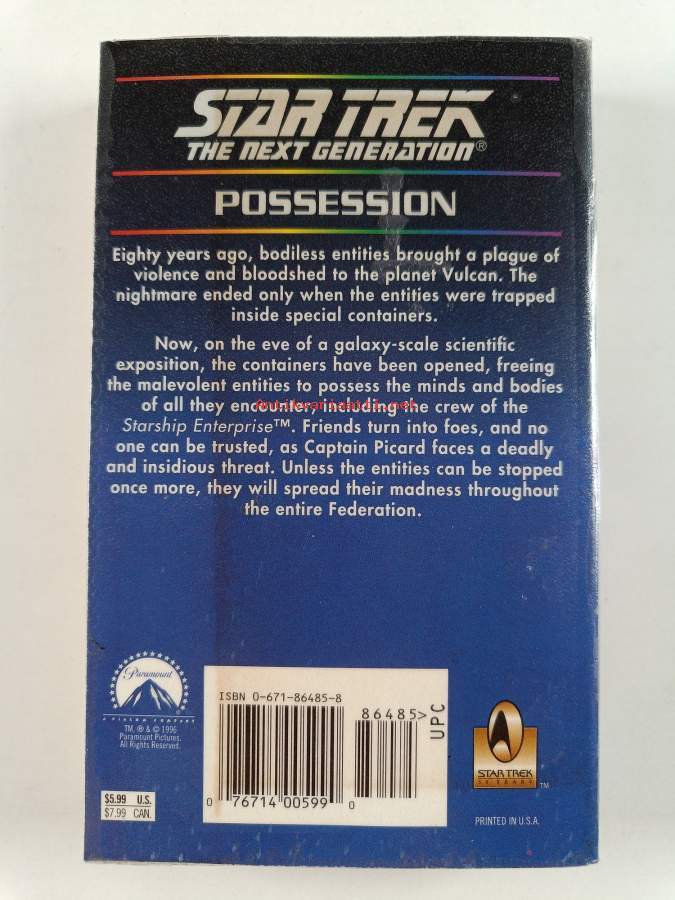 STAR TREK
THE NEXT GENERATION®
POSSESSION
Eighty years ago, bodiless entities brought a plague of
violence and bloodshed to the planet Vulcan. The
nightmare ended only when the entities were trapped
inside special containers.
Now, on the eve of a galaxy-scale scientific
exposition, the containers have been opened, freeing
the malevolent entities to possess the minds and bodies
of all they encounter, including the crew of the
Starship Enterprise™. Friends turn into foes, and no
one can be trusted, as Captain Picard faces a deadly
and insidious threat. Unless the entities can be stopped
once more, they will spread their madness throughout
the entire Federation.
Paramount
A VIACOM COMPANY
TM, ® & © 1996
Paramount Pictures.
All Rights Reserved.
$5.99 U.S.
$7.99 CAN.
ISBN 0-671-86485-8
86485>
UPC
0 76714 00599 0
STAR TREK
30 YEARS
TM
PRINTED IN U.S.A.